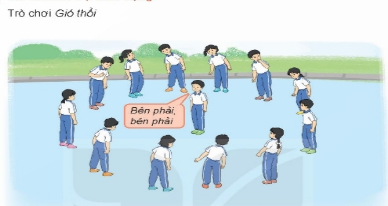 Trò chơi Gió thổi
Bên phải,
bên phải